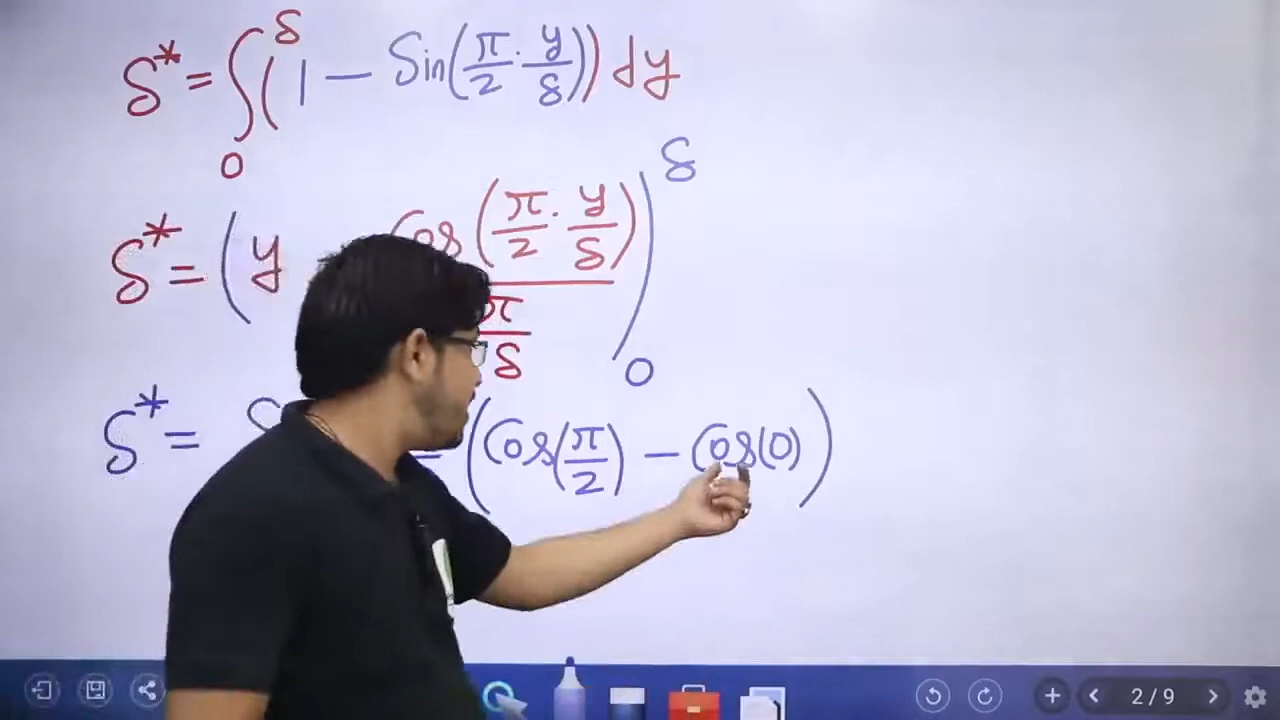 δ* = ∫₀^δ (1 − Sin(π/2 · y/δ)) dy
δ* = (y Cos(π/2 · y/δ) / π/δ)₀^δ
δ* = δ (Cos(π/2) − Cos(0))
2 / 9